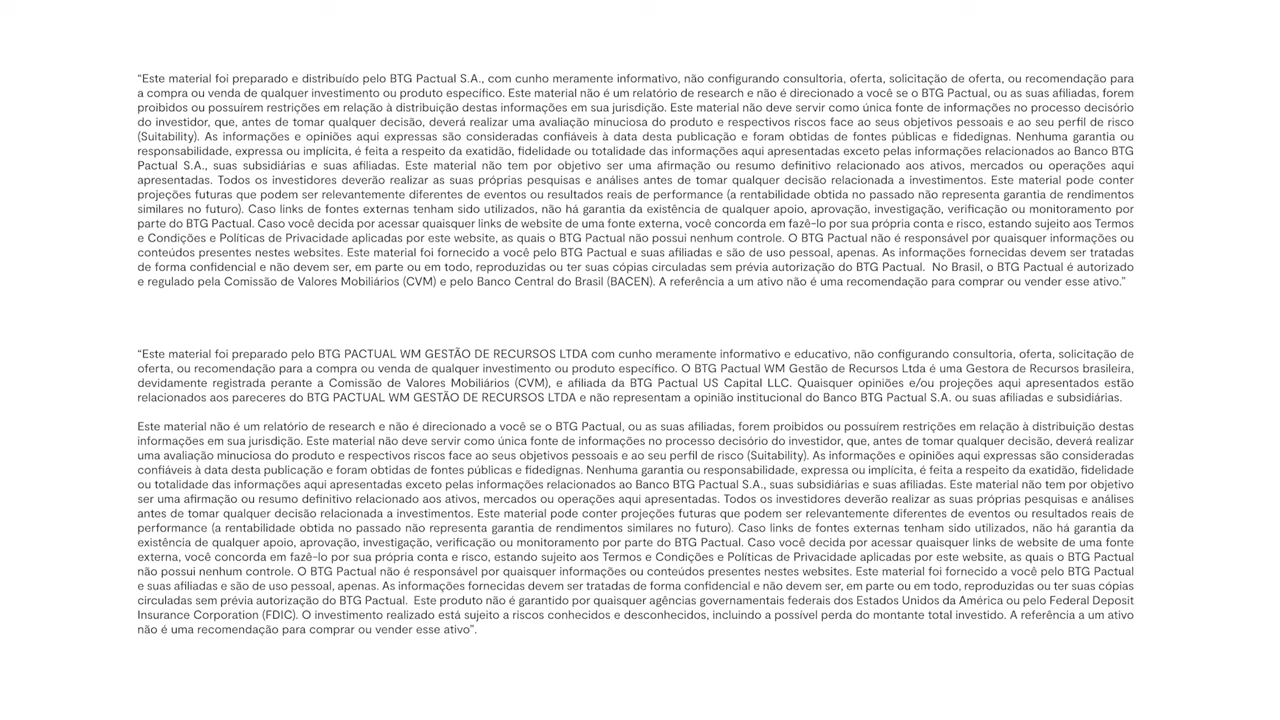 “Este material foi preparado e distribuído pelo BTG Pactual S.A., com cunho meramente informativo, não configurando consultoria, oferta, solicitação de oferta, ou recomendação para
a compra ou venda de qualquer investimento ou produto específico. Este material não é um relatório de research e não é direcionado a você se o BTG Pactual, ou as suas afiliadas, forem
proibidos ou possuírem restrições em relação à distribuição destas informações em sua jurisdição. Este material não deve servir como única fonte de informações no processo decisório
do investidor, que, antes de tomar qualquer decisão, deverá realizar uma avaliação minuciosa do produto e respectivos riscos face ao seus objetivos pessoais e ao seu perfil de risco
(Suitability). As informações e opiniões aqui expressas são consideradas confiáveis à data desta publicação e foram obtidas de fontes públicas e fidedignas. Nenhuma garantia ou
responsabilidade, expressa ou implícita, é feita a respeito da exatidão, fidelidade ou totalidade das informações aqui apresentadas exceto pelas informações relacionados ao Banco BTG
Pactual S.A., suas subsidiárias e suas afiliadas. Este material não tem por objetivo ser uma afirmação ou resumo definitivo relacionado aos ativos, mercados ou operações aqui
apresentadas. Todos os investidores deverão realizar as suas próprias pesquisas e análises antes de tomar qualquer decisão relacionada a investimentos. Este material pode conter
projeções futuras que podem ser relevantemente diferentes de eventos ou resultados reais de performance (a rentabilidade obtida no passado não representa garantia de rendimentos
similares no futuro). Caso links de fontes externas tenham sido utilizados, não há garantia da existência de qualquer apoio, aprovação, investigação, verificação ou monitoramento por
parte do BTG Pactual. Caso você decida por acessar quaisquer links de website de uma fonte externa, você concorda em fazê-lo por sua própria conta e risco, estando sujeito aos Termos
e Condições e Políticas de Privacidade aplicadas por este website, as quais o BTG Pactual não possui nenhum controle. O BTG Pactual não é responsável por quaisquer informações ou
conteúdos presentes nestes websites. Este material foi fornecido a você pelo BTG Pactual e suas afiliadas e são de uso pessoal, apenas. As informações fornecidas devem ser tratadas
de forma confidencial e não devem ser, em parte ou em todo, reproduzidas ou ter suas cópias circuladas sem prévia autorização do BTG Pactual.  No Brasil, o BTG Pactual é autorizado
e regulado pela Comissão de Valores Mobiliários (CVM) e pelo Banco Central do Brasil (BACEN). A referência a um ativo não é uma recomendação para comprar ou vender esse ativo.”
“Este material foi preparado pelo BTG PACTUAL WM GESTÃO DE RECURSOS LTDA com cunho meramente informativo e educativo, não configurando consultoria, oferta, solicitação de
oferta, ou recomendação para a compra ou venda de qualquer investimento ou produto específico. O BTG Pactual WM Gestão de Recursos Ltda é uma Gestora de Recursos brasileira,
devidamente registrada perante a Comissão de Valores Mobiliários (CVM), e afiliada da BTG Pactual US Capital LLC. Quaisquer opiniões e/ou projeções aqui apresentados estão
relacionados aos pareceres do BTG PACTUAL WM GESTÃO DE RECURSOS LTDA e não representam a opinião institucional do Banco BTG Pactual S.A. ou suas afiliadas e subsidiárias.
Este material não é um relatório de research e não é direcionado a você se o BTG Pactual, ou as suas afiliadas, forem proibidos ou possuírem restrições em relação à distribuição destas
informações em sua jurisdição. Este material não deve servir como única fonte de informações no processo decisório do investidor, que, antes de tomar qualquer decisão, deverá realizar
uma avaliação minuciosa do produto e respectivos riscos face ao seus objetivos pessoais e ao seu perfil de risco (Suitability). As informações e opiniões aqui expressas são consideradas
confiáveis à data desta publicação e foram obtidas de fontes públicas e fidedignas. Nenhuma garantia ou responsabilidade, expressa ou implícita, é feita a respeito da exatidão, fidelidade
ou totalidade das informações aqui apresentadas exceto pelas informações relacionados ao Banco BTG Pactual S.A., suas subsidiárias e suas afiliadas. Este material não tem por objetivo
ser uma afirmação ou resumo definitivo relacionado aos ativos, mercados ou operações aqui apresentadas. Todos os investidores deverão realizar as suas próprias pesquisas e análises
antes de tomar qualquer decisão relacionada a investimentos. Este material pode conter projeções futuras que podem ser relevantemente diferentes de eventos ou resultados reais de
performance (a rentabilidade obtida no passado não representa garantia de rendimentos similares no futuro). Caso links de fontes externas tenham sido utilizados, não há garantia da
existência de qualquer apoio, aprovação, investigação, verificação ou monitoramento por parte do BTG Pactual. Caso você decida por acessar quaisquer links de website de uma fonte
externa, você concorda em fazê-lo por sua própria conta e risco, estando sujeito aos Termos e Condições e Políticas de Privacidade aplicadas por este website, as quais o BTG Pactual
não possui nenhum controle. O BTG Pactual não é responsável por quaisquer informações ou conteúdos presentes nestes websites. Este material foi fornecido a você pelo BTG Pactual
e suas afiliadas e são de uso pessoal, apenas. As informações fornecidas devem ser tratadas de forma confidencial e não devem ser, em parte ou em todo, reproduzidas ou ter suas cópias
circuladas sem prévia autorização do BTG Pactual.  Este produto não é garantido por quaisquer agências governamentais federais dos Estados Unidos da América ou pelo Federal Deposit
Insurance Corporation (FDIC). O investimento realizado está sujeito a riscos conhecidos e desconhecidos, incluindo a possível perda do montante total investido. A referência a um ativo
não é uma recomendação para comprar ou vender esse ativo”.